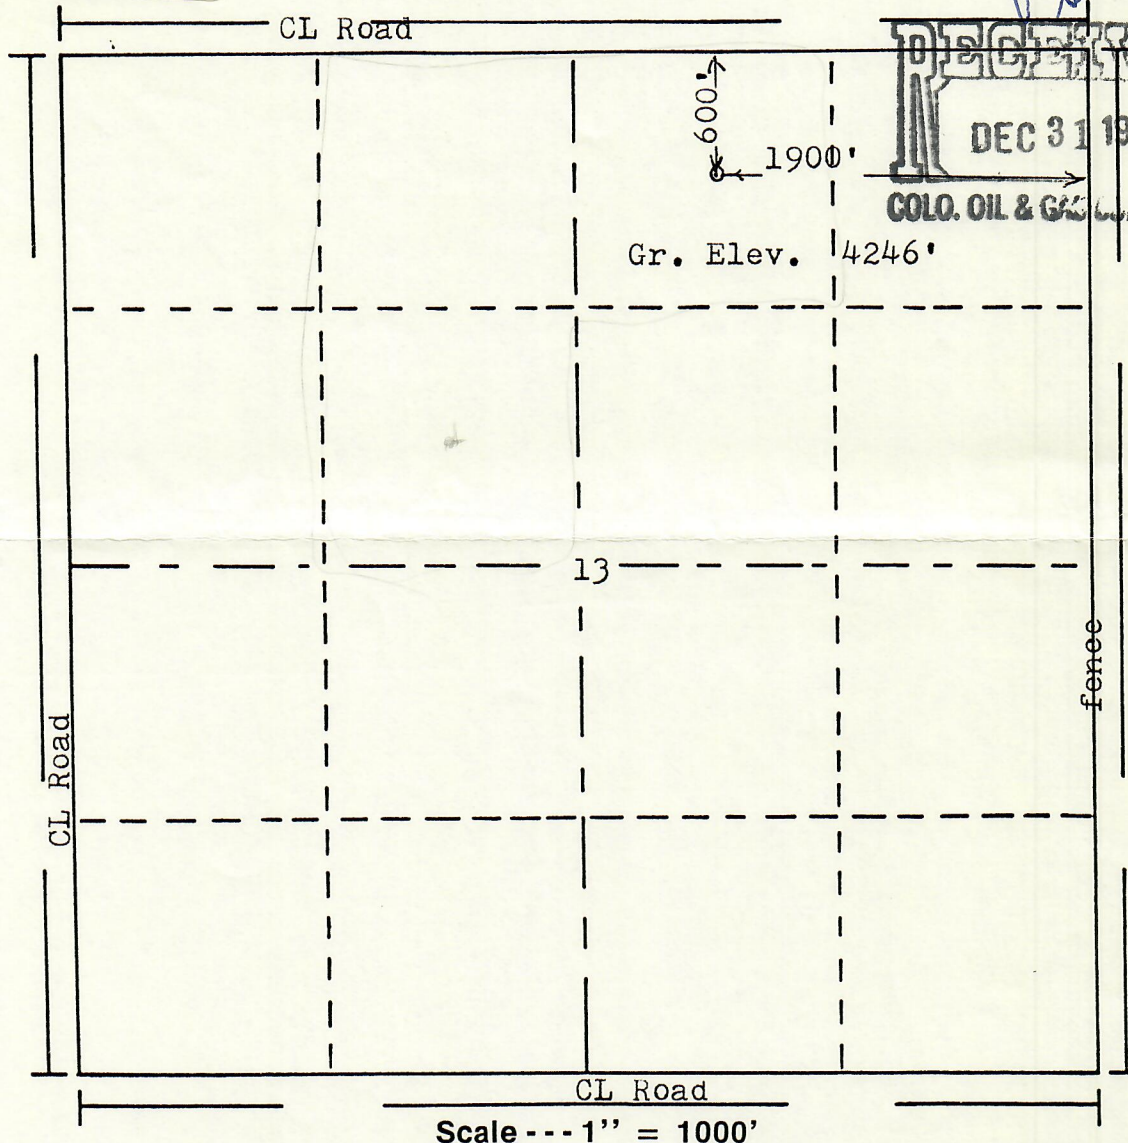 CL Road
600'
DEC 31 19
1900'
COLO. OIL & GAS
Gr. Elev. 4246'
13
fence
CL Road
CL Road
Scale --- 1'' = 1000'